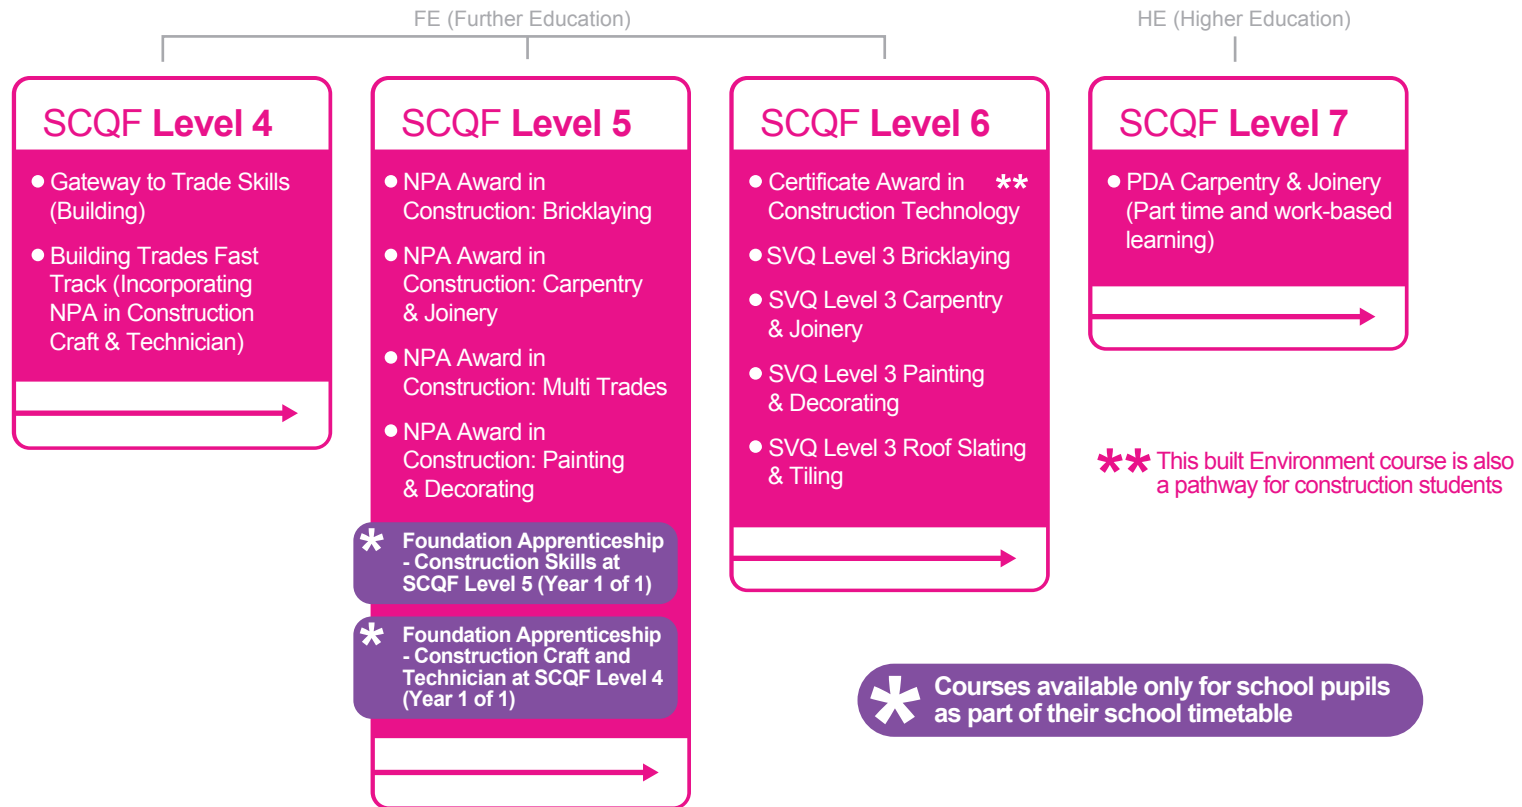 FE (Further Education)
HE (Higher Education)
SCQF Level 4
● Gateway to Trade Skills
(Building)
● Building Trades Fast
Track (Incorporating
NPA in Construction
Craft & Technician)
SCQF Level 5
● NPA Award in
Construction: Bricklaying
● NPA Award in
Construction: Carpentry
& Joinery
● NPA Award in
Construction: Multi Trades
● NPA Award in
Construction: Painting
& Decorating
* Foundation Apprenticeship
- Construction Skills at
SCQF Level 5 (Year 1 of 1)
* Foundation Apprenticeship
- Construction Craft and
Technician at SCQF Level 4
(Year 1 of 1)
SCQF Level 6
● Certificate Award in **
Construction Technology
● SVQ Level 3 Bricklaying
● SVQ Level 3 Carpentry
& Joinery
● SVQ Level 3 Painting
& Decorating
● SVQ Level 3 Roof Slating
& Tiling
SCQF Level 7
● PDA Carpentry & Joinery
(Part time and work-based
learning)
** This built Environment course is also
a pathway for construction students
* Courses available only for school pupils
as part of their school timetable